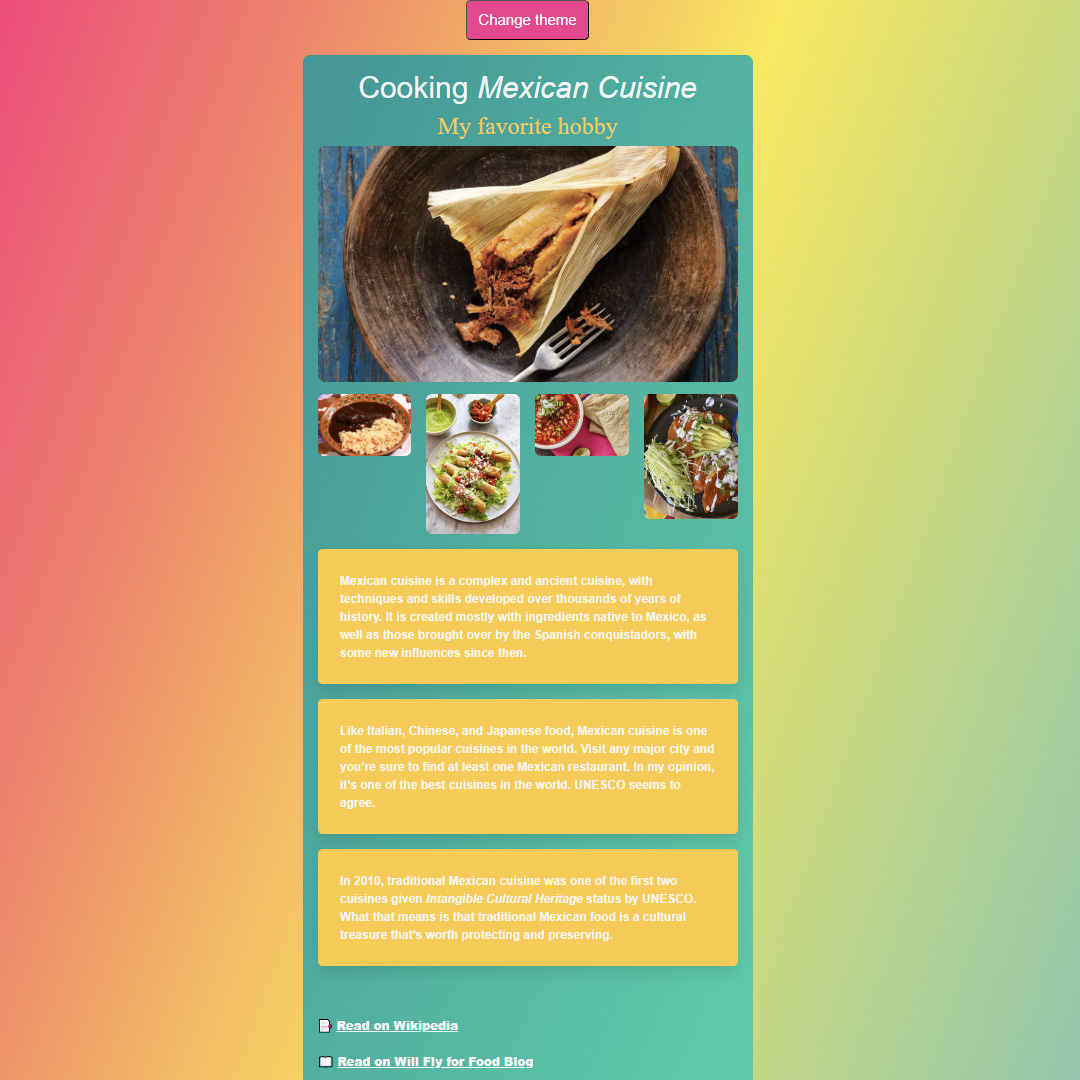 Change theme
Cooking Mexican Cuisine
My favorite hobby
Mexican cuisine is a complex and ancient cuisine, with
techniques and skills developed over thousands of years of
history. It is created mostly with ingredients native to Mexico, as
well as those brought over by the Spanish conquistadors, with
some new influences since then.
Like Italian, Chinese, and Japanese food, Mexican cuisine is one
of the most popular cuisines in the world. Visit any major city and
you're sure to find at least one Mexican restaurant. In my opinion,
it's one of the best cuisines in the world. UNESCO seems to
agree.
In 2010, traditional Mexican cuisine was one of the first two
cuisines given Intangible Cultural Heritage status by UNESCO.
What that means is that traditional Mexican food is a cultural
treasure that's worth protecting and preserving.
Read on Wikipedia
Read on Will Fly for Food Blog